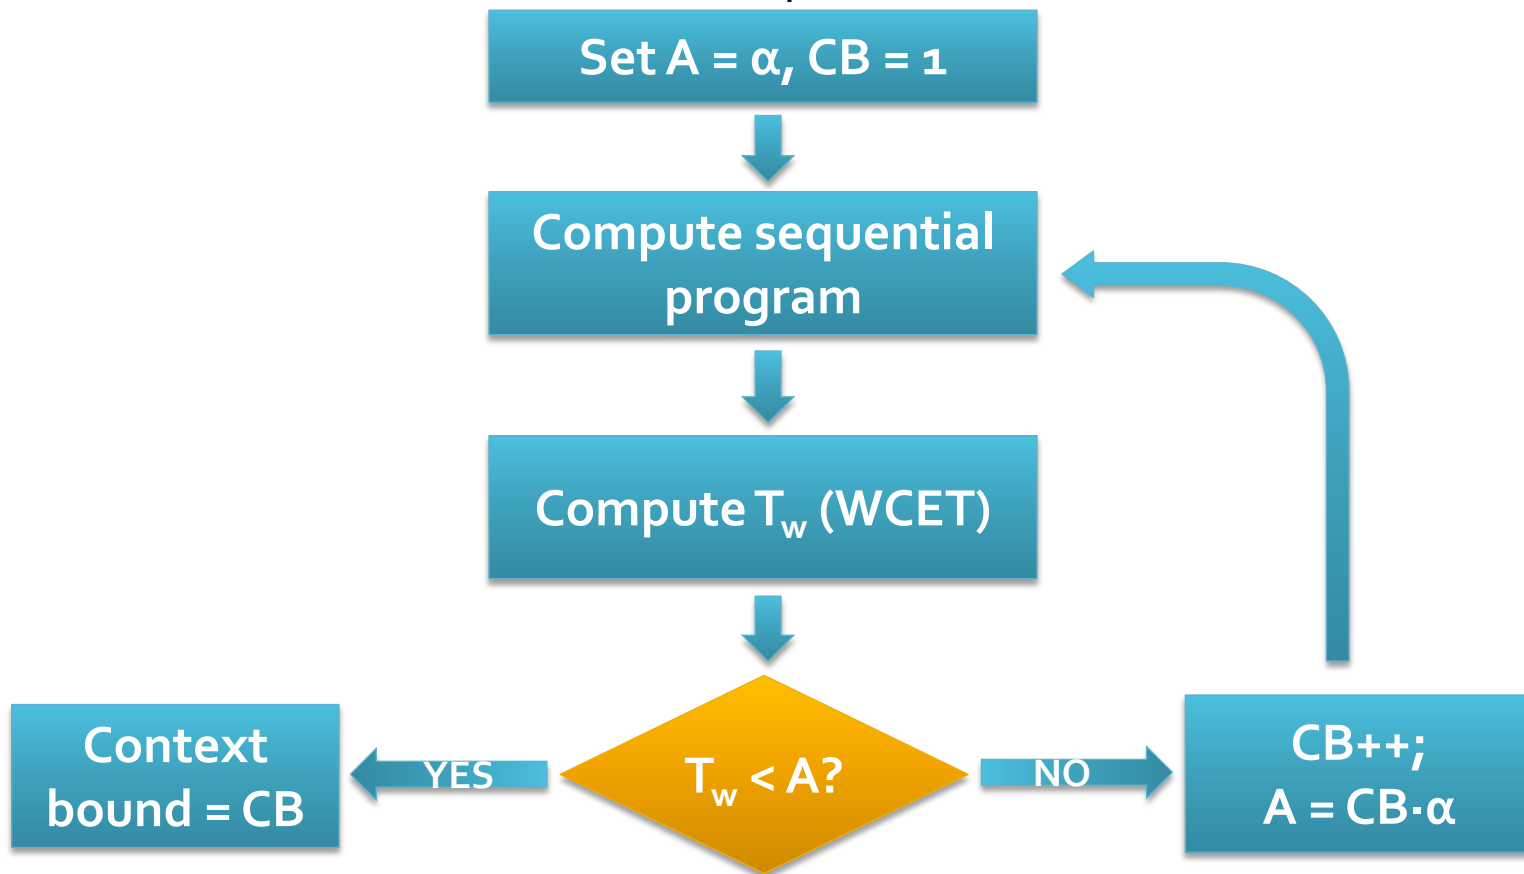 Set A = α, CB = 1
Compute sequential
program
Compute Tw (WCET)
Tw < A?
YES
NO
Context
bound = CB
CB++;
A = CB·α